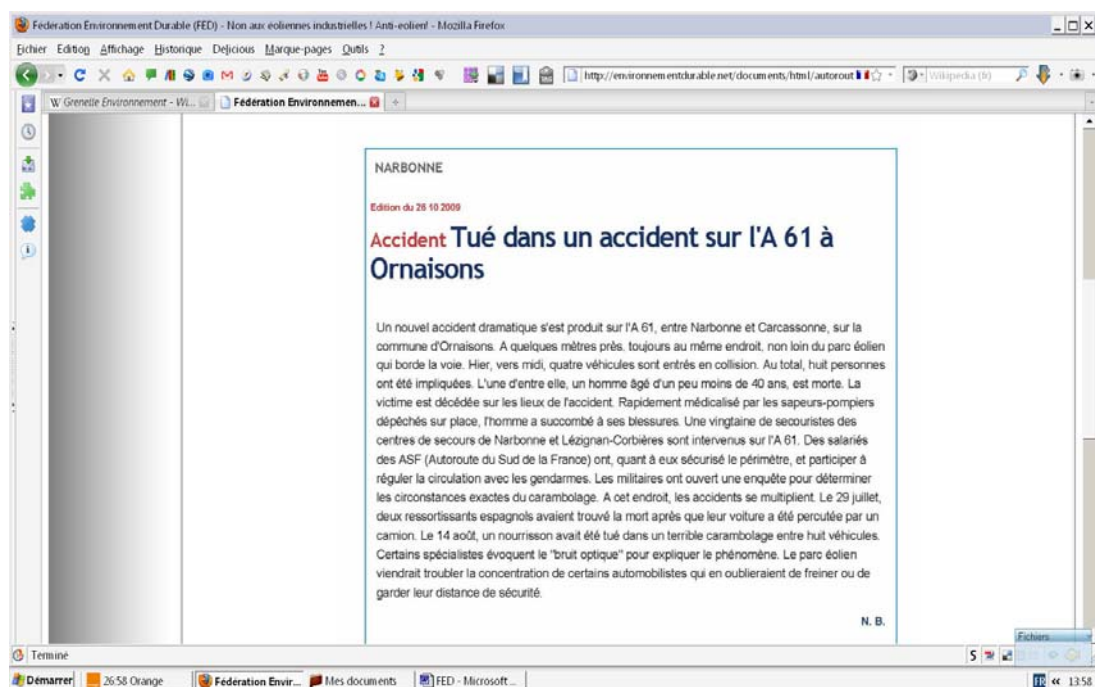 Féderation Environnement Durable (FED) - Non aux éoliennes industrielles ! Anti-eolien! - Mozilla Firefox
Fichier Edition Affichage Historique Delicious Marque-pages Outils ?
http://environnementdurable.net/documents/html/autorout
Wikipedia (fr)
W Grenelle Environnement - Wi...
Fédération Environnemen...
NARBONNE
Edition du 26 10 2009
Accident Tué dans un accident sur l'A 61 à
Ornaisons
Un nouvel accident dramatique s'est produit sur l'A 61, entre Narbonne et Carcassonne, sur la
commune d'Ornaisons. A quelques mètres près, toujours au même endroit, non loin du parc éolien
qui borde la voie. Hier, vers midi, quatre véhicules sont entrés en collision. Au total, huit personnes
ont été impliquées. L'une d'entre elle, un homme âgé d'un peu moins de 40 ans, est morte. La
victime est décédée sur les lieux de l'accident. Rapidement médicalisé par les sapeurs-pompiers
dépêchés sur place, l'homme a succombé à ses blessures. Une vingtaine de secouristes des
centres de secours de Narbonne et Lézignan-Corbières sont intervenus sur l'A 61. Des salariés
des ASF (Autoroute du Sud de la France) ont, quant à eux sécurisé le périmètre, et participer à
réguler la circulation avec les gendarmes. Les militaires ont ouvert une enquête pour déterminer
les circonstances exactes du carambolage. A cet endroit, les accidents se multiplient. Le 29 juillet,
deux ressortissants espagnols avaient trouvé la mort après que leur voiture a été percutée par un
camion. Le 14 août, un nourrisson avait été tué dans un terrible carambolage entre huit véhicules.
Certains spécialistes évoquent le "bruit optique" pour expliquer le phénomène. Le parc éolien
viendrait troubler la concentration de certains automobilistes qui en oublieraient de freiner ou de
garder leur distance de sécurité.
N. B.
Fichiers
Terminé
S
Démarrer
26:58 Orange
Fédération Envir...
Mes documents
FED - Microsoft ...
FR
13:58